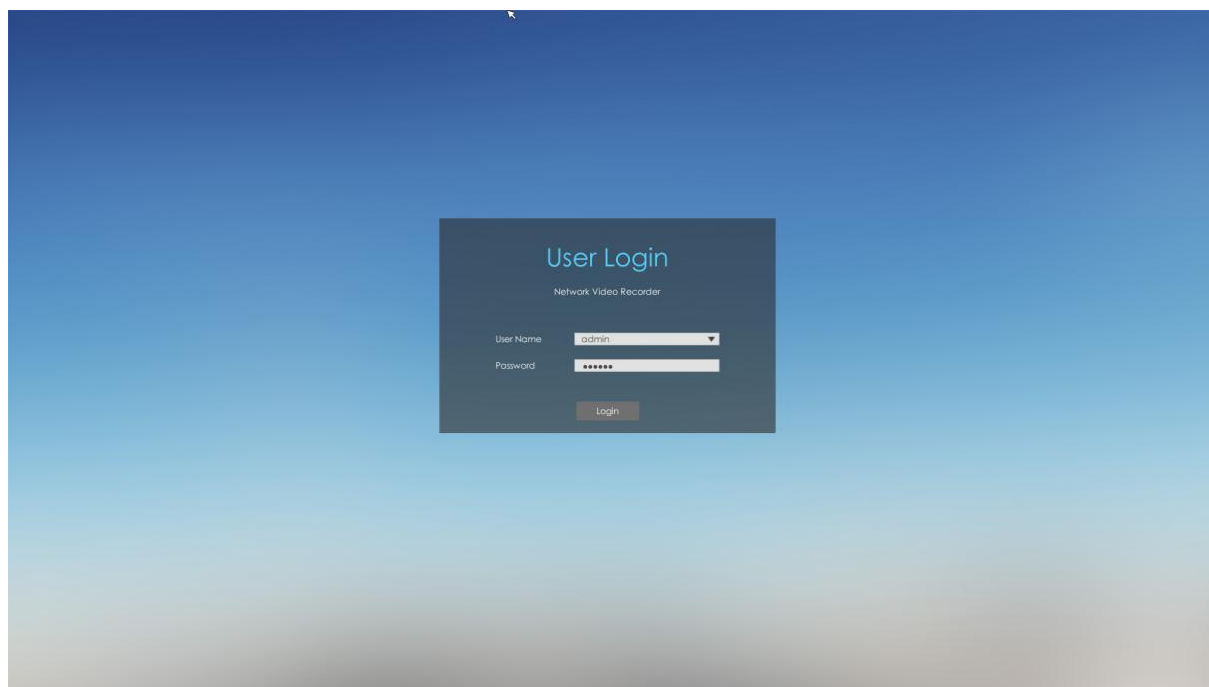 User Login
Network Video Recorder
User Name admin
Password ••••••
Login